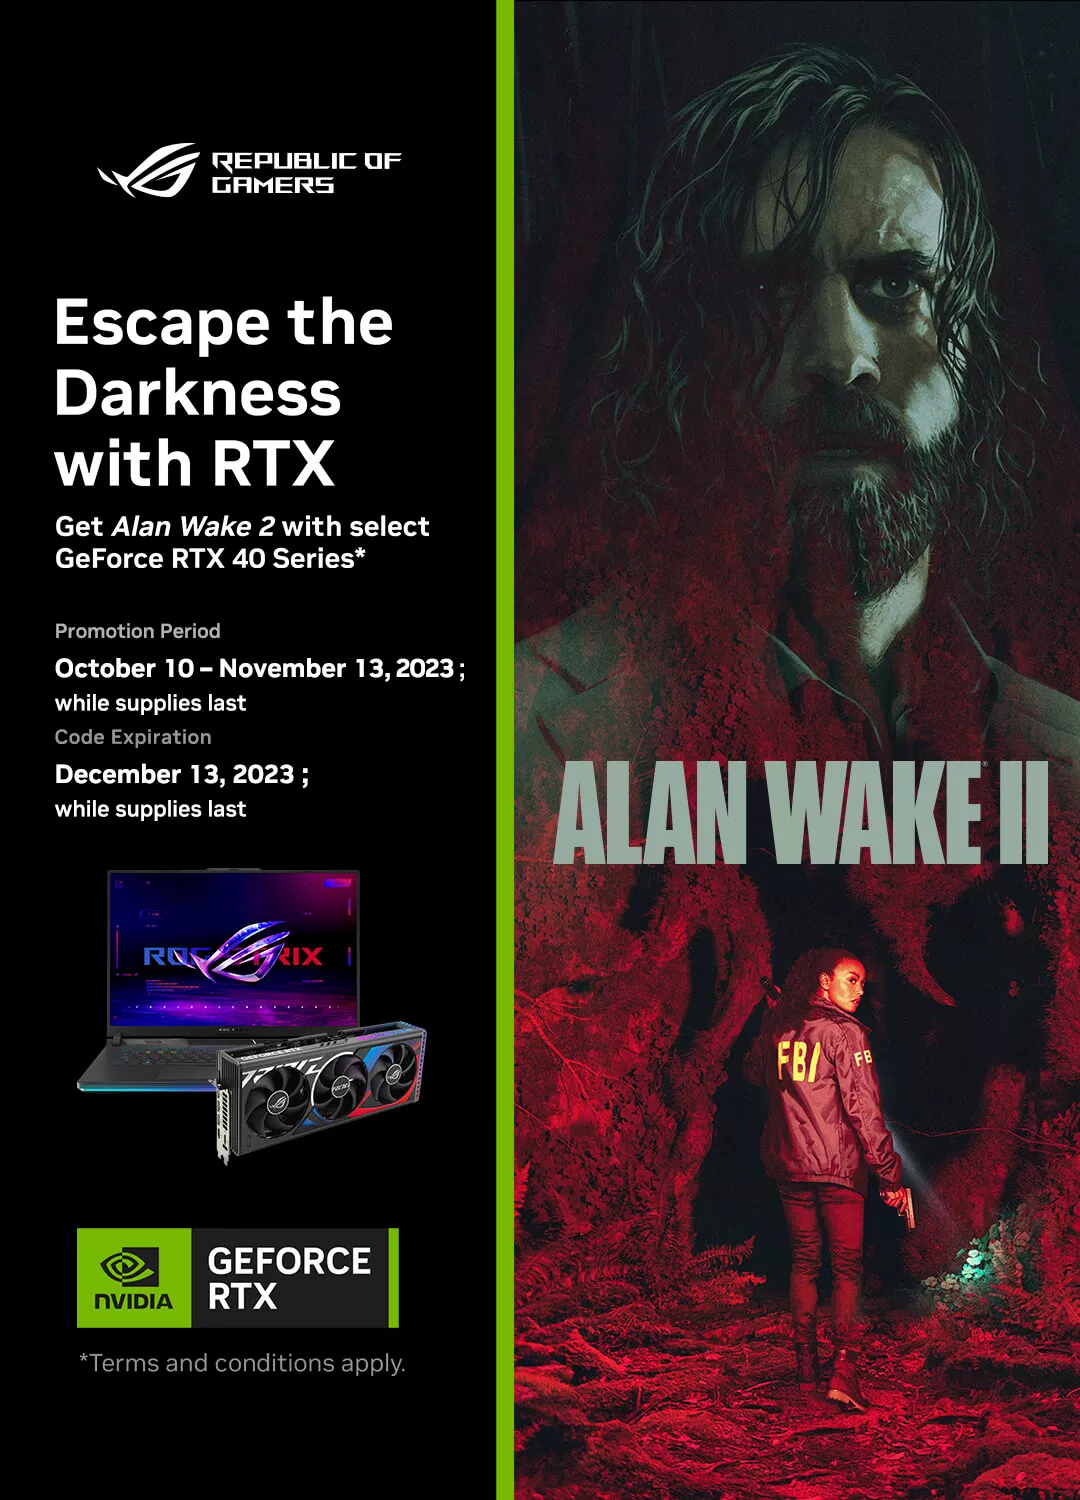 REPUBLIC OF
GAMERS
Escape the
Darkness
with RTX
Get Alan Wake 2 with select
GeForce RTX 40 Series*
Promotion Period
October 10 – November 13, 2023 ;
while supplies last
Code Expiration
December 13, 2023 ;
while supplies last
GEFORCE RTX
NVIDIA
GEFORCE
RTX
*Terms and conditions apply.
ALAN WAKE II
FBI
FB